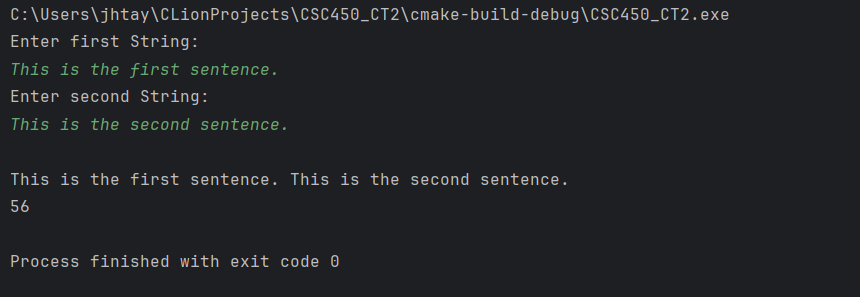 C:\Users\jhtay\CLionProjects\CSC450_CT2\cmake-build-debug\CSC450_CT2.exe
Enter first String:
This is the first sentence.
Enter second String:
This is the second sentence.
This is the first sentence. This is the second sentence.
56
Process finished with exit code 0